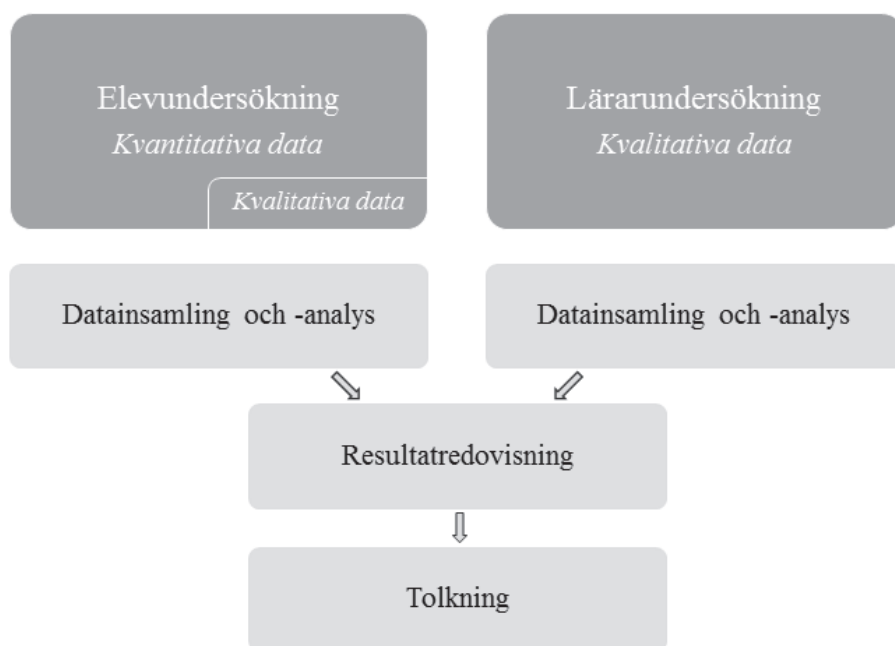 Elevundersökning
Kvantitativa data
Kvalitativa data
Lärarundersökning
Kvalitativa data
Datainsamling och -analys
Datainsamling och -analys
Resultatredovisning
Tolkning